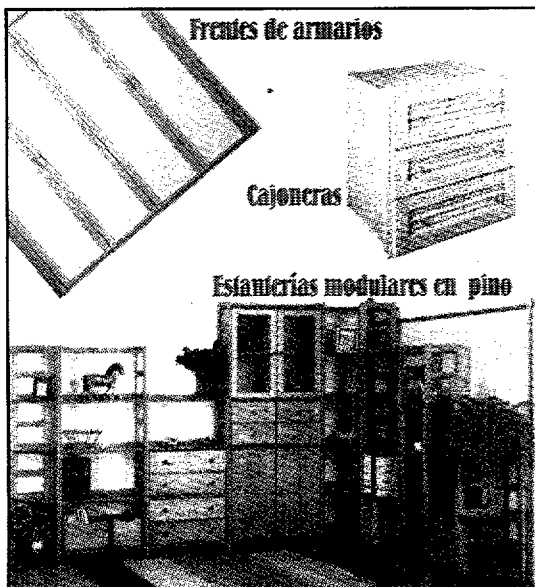 Frentes de armarios
Cajoneras
Estanterías modulares en pino